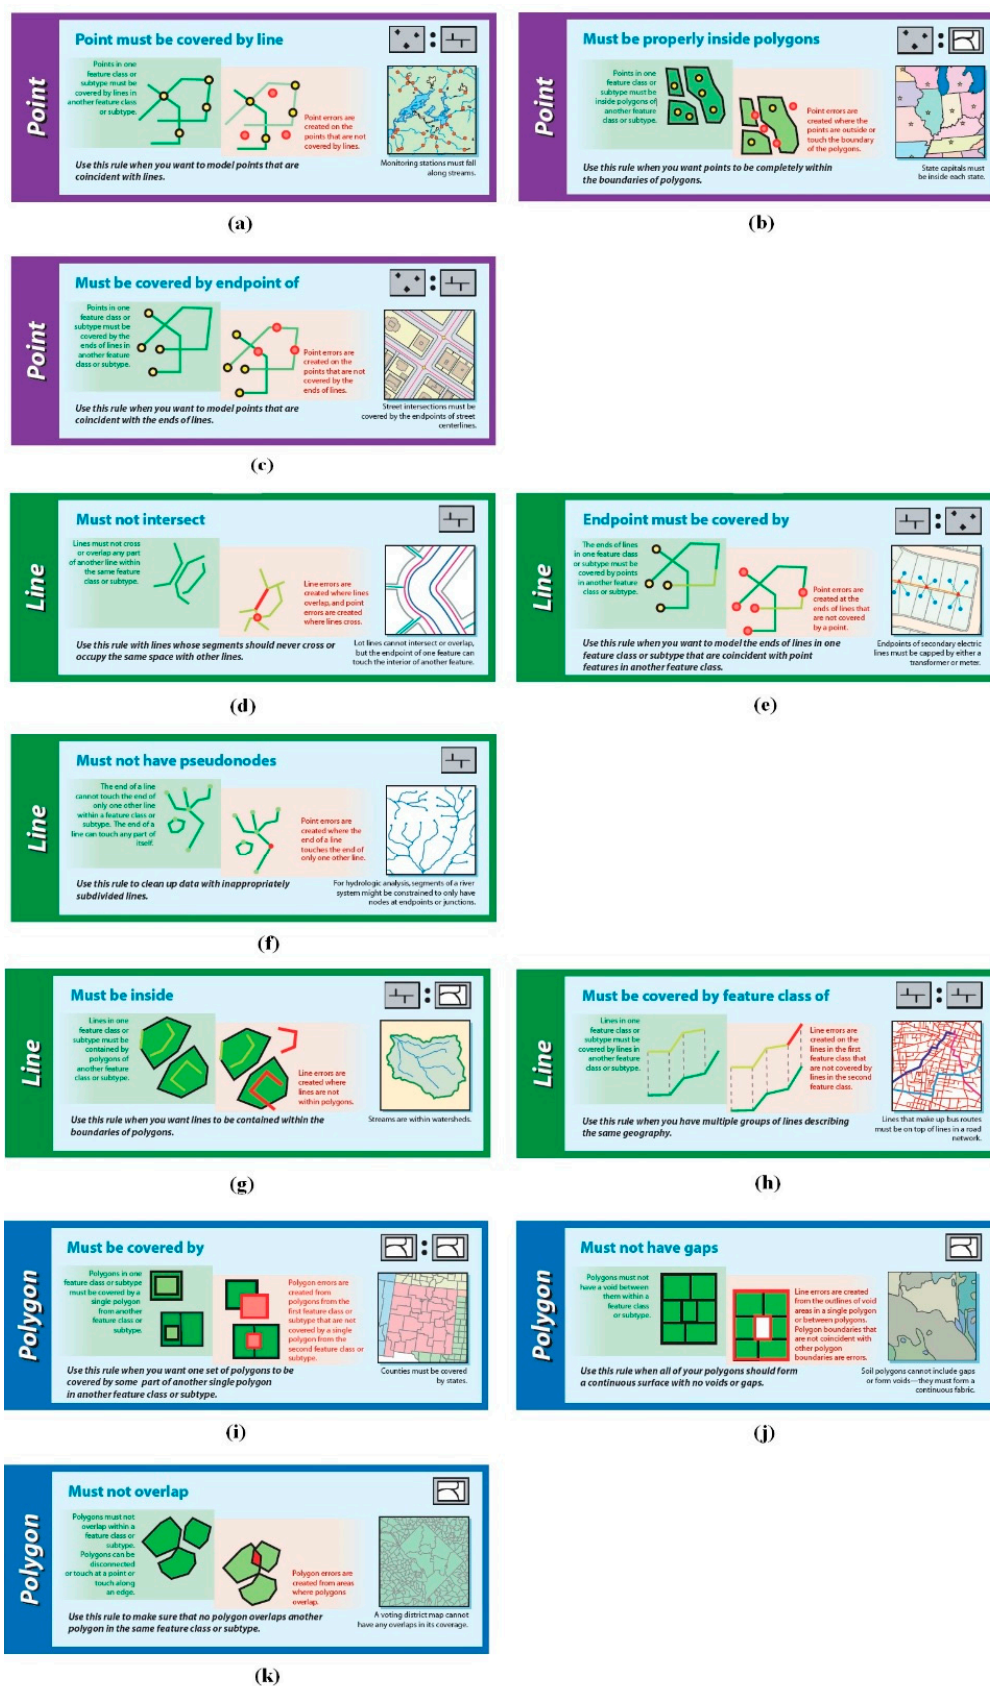 Point
Point must be covered by line
Points in one
feature class or
subtype must be
covered by lines in
another feature class
or subtype.
Point errors are
created on the
points that are not
covered by lines.
Use this rule when you want to model points that are
coincident with lines.
Monitoring stations must fall
along streams.
(a)
Point
Must be properly inside polygons
Points in one
feature class or
subtype must be
inside polygons of
another feature
class or subtype.
Point errors are
created where the
points are outside or
touch the boundary
of the polygons.
Use this rule when you want points to be completely within
the boundaries of polygons.
State capitals must
be inside each state.
(b)
Point
Must be covered by endpoint of
Points in one
feature class or
subtype must be
covered by the
ends of lines in
another feature
class or subtype.
Point errors are
created on the
points that are not
covered by the
ends of lines.
Use this rule when you want to model points that are
coincident with the ends of lines.
Street intersections must be
covered by the endpoints of street
centerlines.
(c)
Line
Must not intersect
Lines must not cross
or overlap any part
of another line within
the same feature
class or subtype.
Line errors are
created where lines
overlap, and point
errors are created
where lines cross.
Use this rule with lines whose segments should never cross or
occupy the same space with other lines.
Lot lines cannot intersect or overlap,
but the endpoint of one feature can
touch the interior of another feature.
(d)
Endpoint must be covered by
The ends of lines
in one feature class
or subtype must be
covered by points
in another feature
class or subtype.
Point errors are
created at the
ends of lines that
are not covered
by a point.
Use this rule when you want to model the ends of lines in one
feature class or subtype that are coincident with point
features in another feature class.
Endpoints of secondary electric
lines must be capped by either a
transformer or meter.
Line
(e)
Line
Must not have pseudonodes
The end of a line
cannot touch the end of
only one other line
within a feature class or
subtype. The end of a
line can touch any part of
itself.
Point errors are
created where the
end of a line
touches the end of
only one other line.
Use this rule to clean up data with inappropriately
subdivided lines.
For hydrologic analysis, segments of a river
system might be constrained to only have
nodes at endpoints or junctions.
(f)
Line
Must be inside
Lines in one
feature class or
subtype must be
contained by
polygons of
another feature
class or subtype.
Line errors are
created where
lines are not
within polygons.
Use this rule when you want lines to be contained within the
boundaries of polygons.
Streams are within watersheds.
(g)
Line
Must be covered by feature class of
Lines in one
feature class or
subtype must be
covered by lines in
another feature
class or subtype.
Line errors are
created on the
lines in the first
feature class that
are not covered by
lines in the second
feature class.
Use this rule when you have multiple groups of lines describing
the same geography.
Lines that make up bus routes
must be on top of lines in a road
network.
(h)
Polygon
Must be covered by
Polygons in one
feature class or subtype
must be covered by a
single polygon
from another
feature class or
subtype.
Polygon errors are
created from
polygons from the
first feature class or
subtype that are not
covered by a single
polygon from the
second feature class or
subtype.
Use this rule when you want one set of polygons to be
covered by some part of another single polygon
in another feature class or subtype.
Counties must be covered
by states.
(i)
Polygon
Must not have gaps
Polygons must not
have a void between
them within a
feature class
or subtype.
Line errors are created
from the outlines of void
areas in a single polygon
or between polygons.
Polygon boundaries that
are not coincident with
other polygon
boundaries are errors.
Use this rule when all of your polygons should form
a continuous surface with no voids or gaps.
Soil polygons cannot include gaps
or form voids—they must form a
continuous fabric.
(j)
Polygon
Must not overlap
Polygons must not
overlap within a
feature class or
subtype.
Polygons can be
disconnected
or touch at a point or
touch along
an edge.
Polygon errors are
created from areas
where polygons
overlap.
Use this rule to make sure that no polygon overlaps another
polygon in the same feature class or subtype.
A voting district map cannot
have any overlaps in its coverage.
(k)